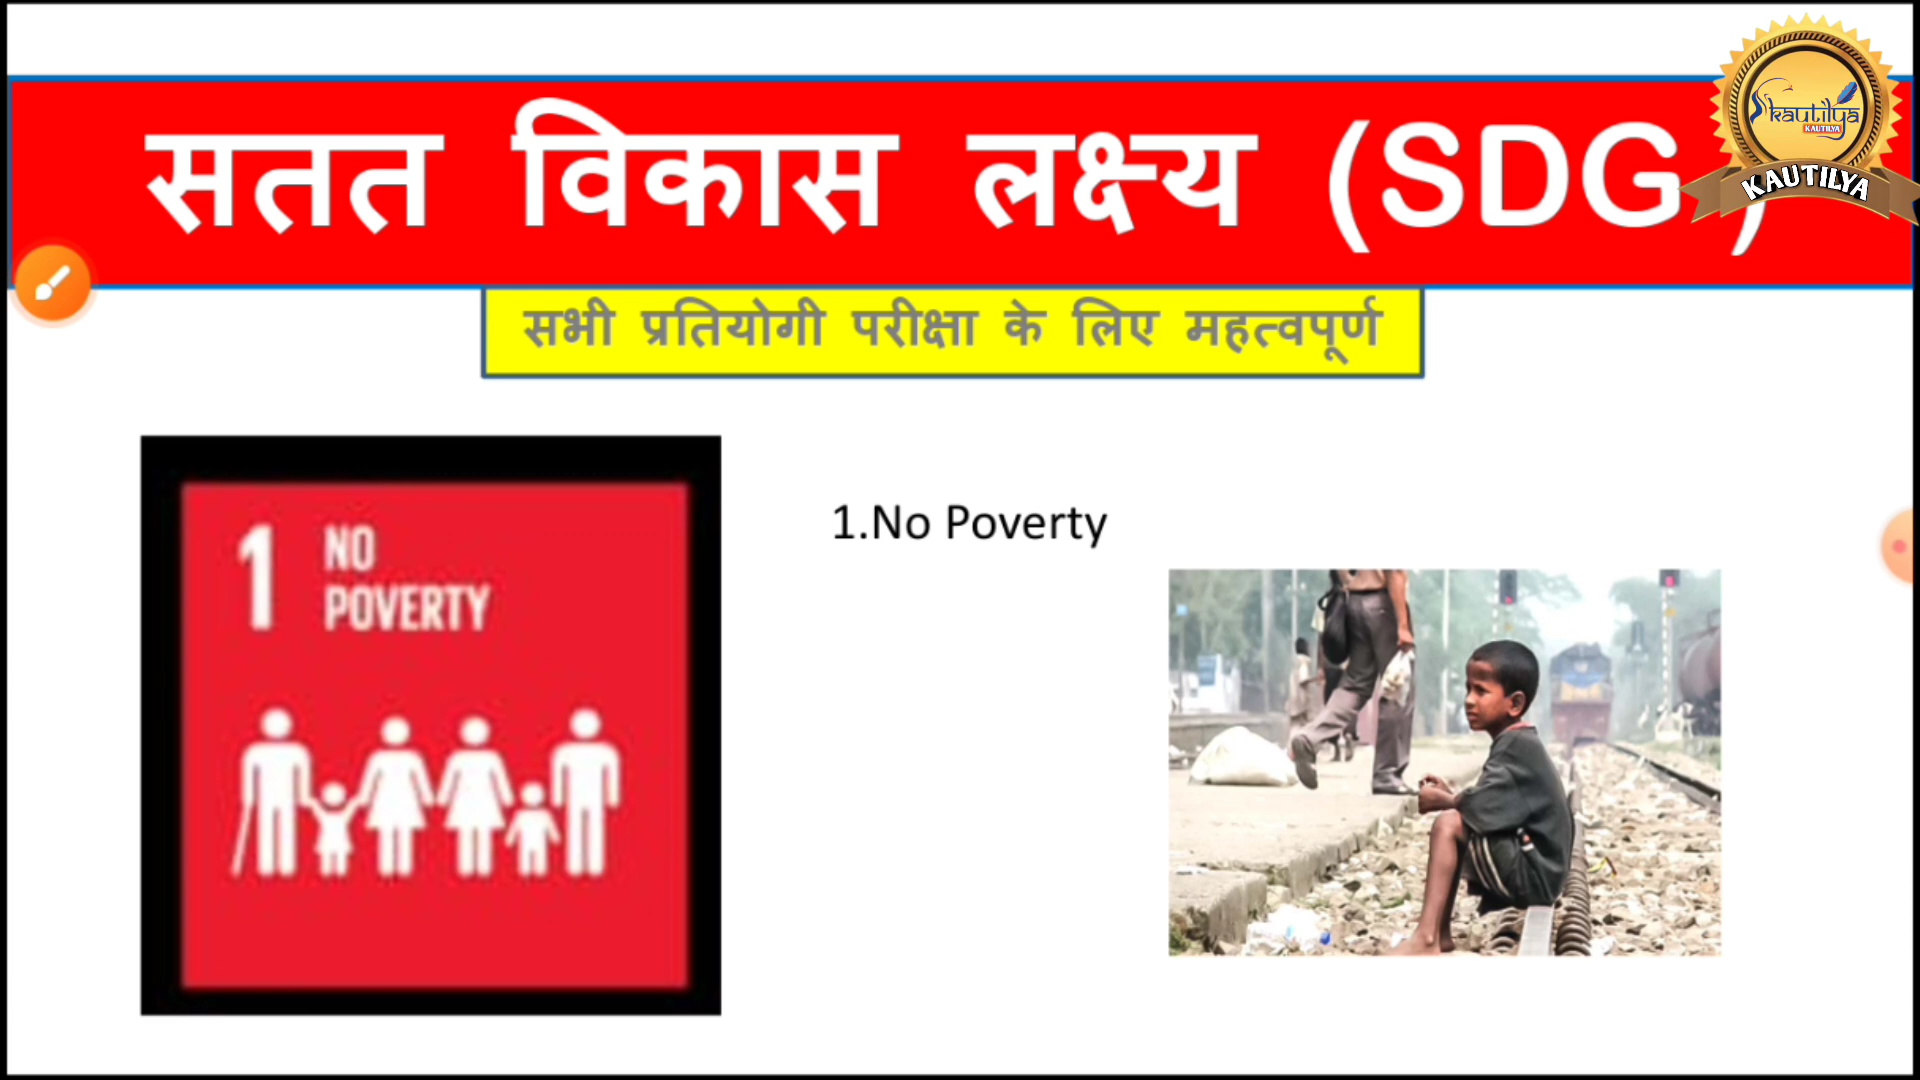 सतत विकास लक्ष्य (SDG )
kautilya
KAUTILYA
KAUTILYA
सभी प्रतियोगी परीक्षा के लिए महत्वपूर्ण
1 NO
POVERTY
1.No Poverty